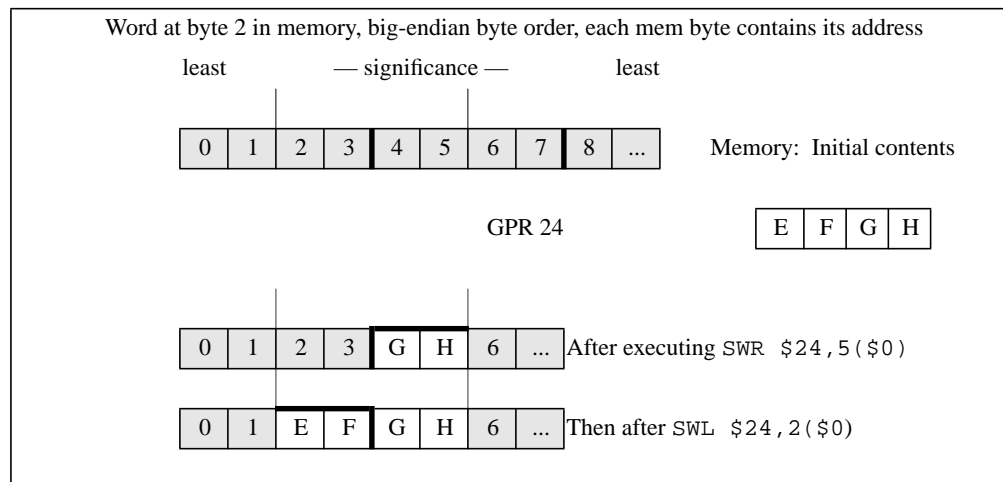 Word at byte 2 in memory, big-endian byte order, each mem byte contains its address
least — significance — least
0 1 2 3 4 5 6 7 8 ... Memory: Initial contents
GPR 24 E F G H
0 1 2 3 G H 6 ... After executing SWR $24,5($0)
0 1 E F G H 6 ... Then after SWL $24,2($0)